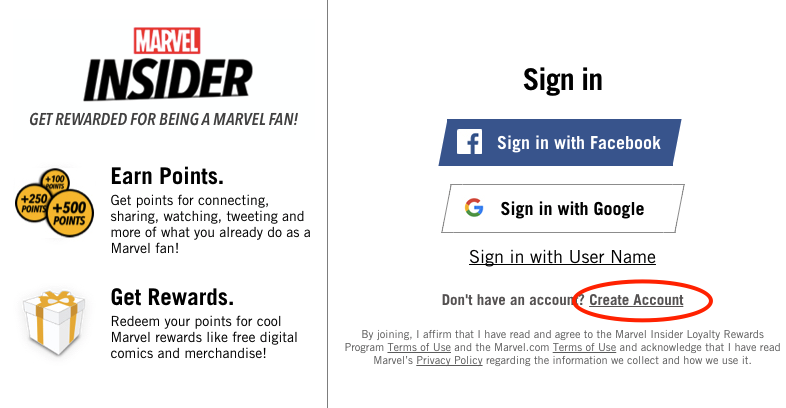 MARVEL
INSIDER
GET REWARDED FOR BEING A MARVEL FAN!
+100
POINTS
+250
POINTS
+500
POINTS
Earn Points.
Get points for connecting,
sharing, watching, tweeting and
more of what you already do as a
Marvel fan!
Get Rewards.
Redeem your points for cool
Marvel rewards like free digital
comics and merchandise!
Sign in
Sign in with Facebook
Sign in with Google
Sign in with User Name
Don't have an account? Create Account
By joining, I affirm that I have read and agree to the Marvel Insider Loyalty Rewards
Program Terms of Use and the Marvel.com Terms of Use and acknowledge that I have read
Marvel's Privacy Policy regarding the information we collect and how we use it.